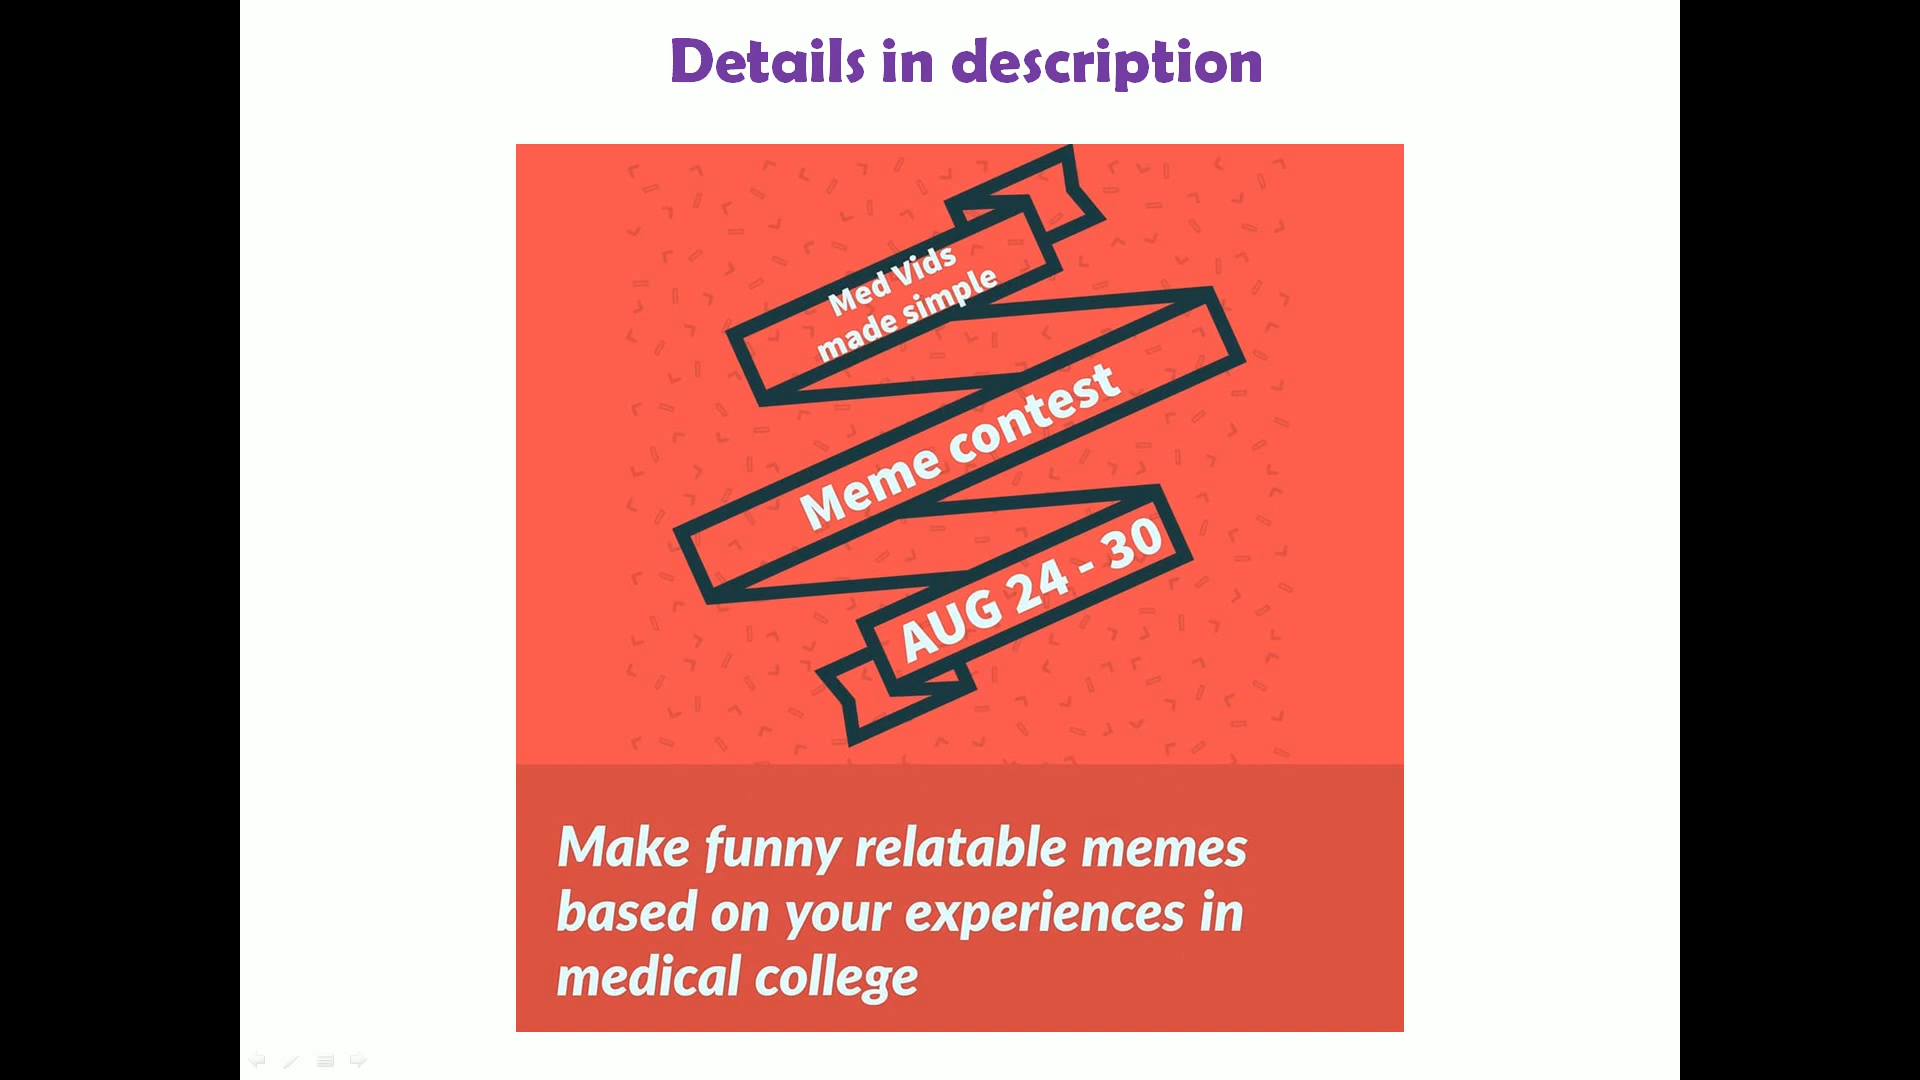 Details in description
Med Vids
made simple
Meme contest
AUG 24 - 30
Make funny relatable memes
based on your experiences in
medical college